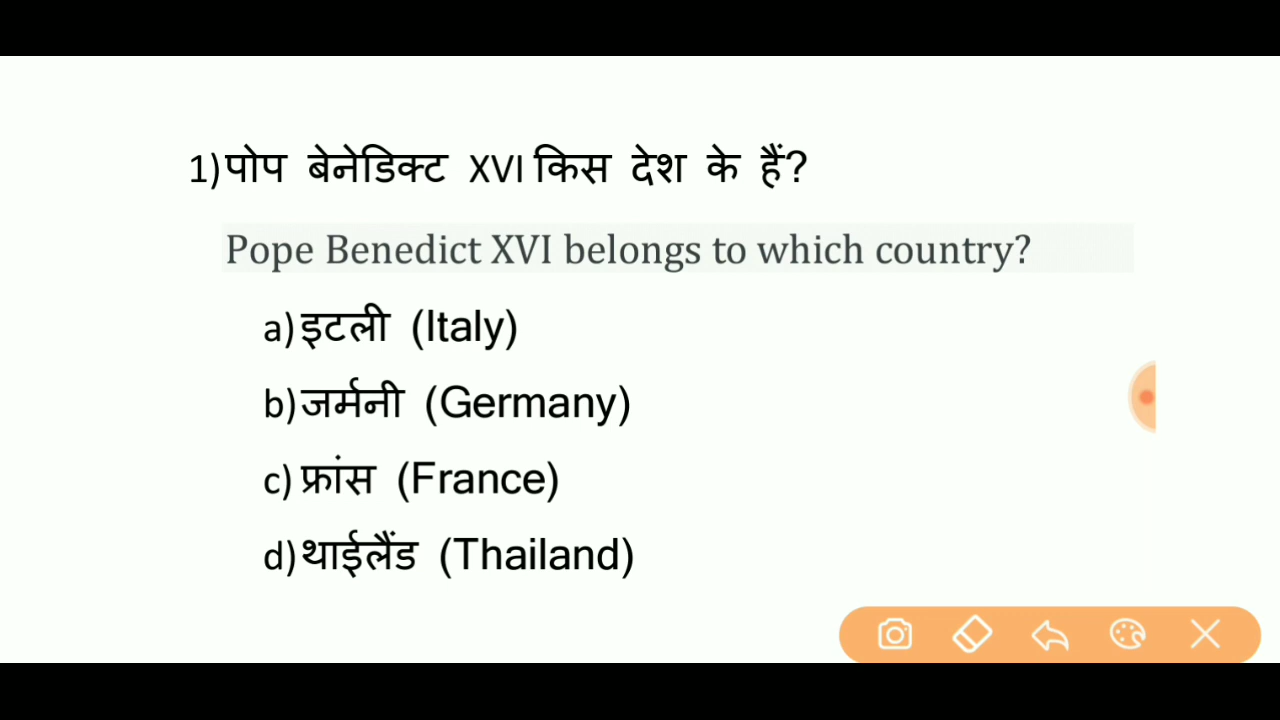 1)पोप बेनेडिक्ट XVI किस देश के हैं?
Pope Benedict XVI belongs to which country?
a)इटली (Italy)
b)जर्मनी (Germany)
c) फ्रांस (France)
d)थाईलैंड (Thailand)